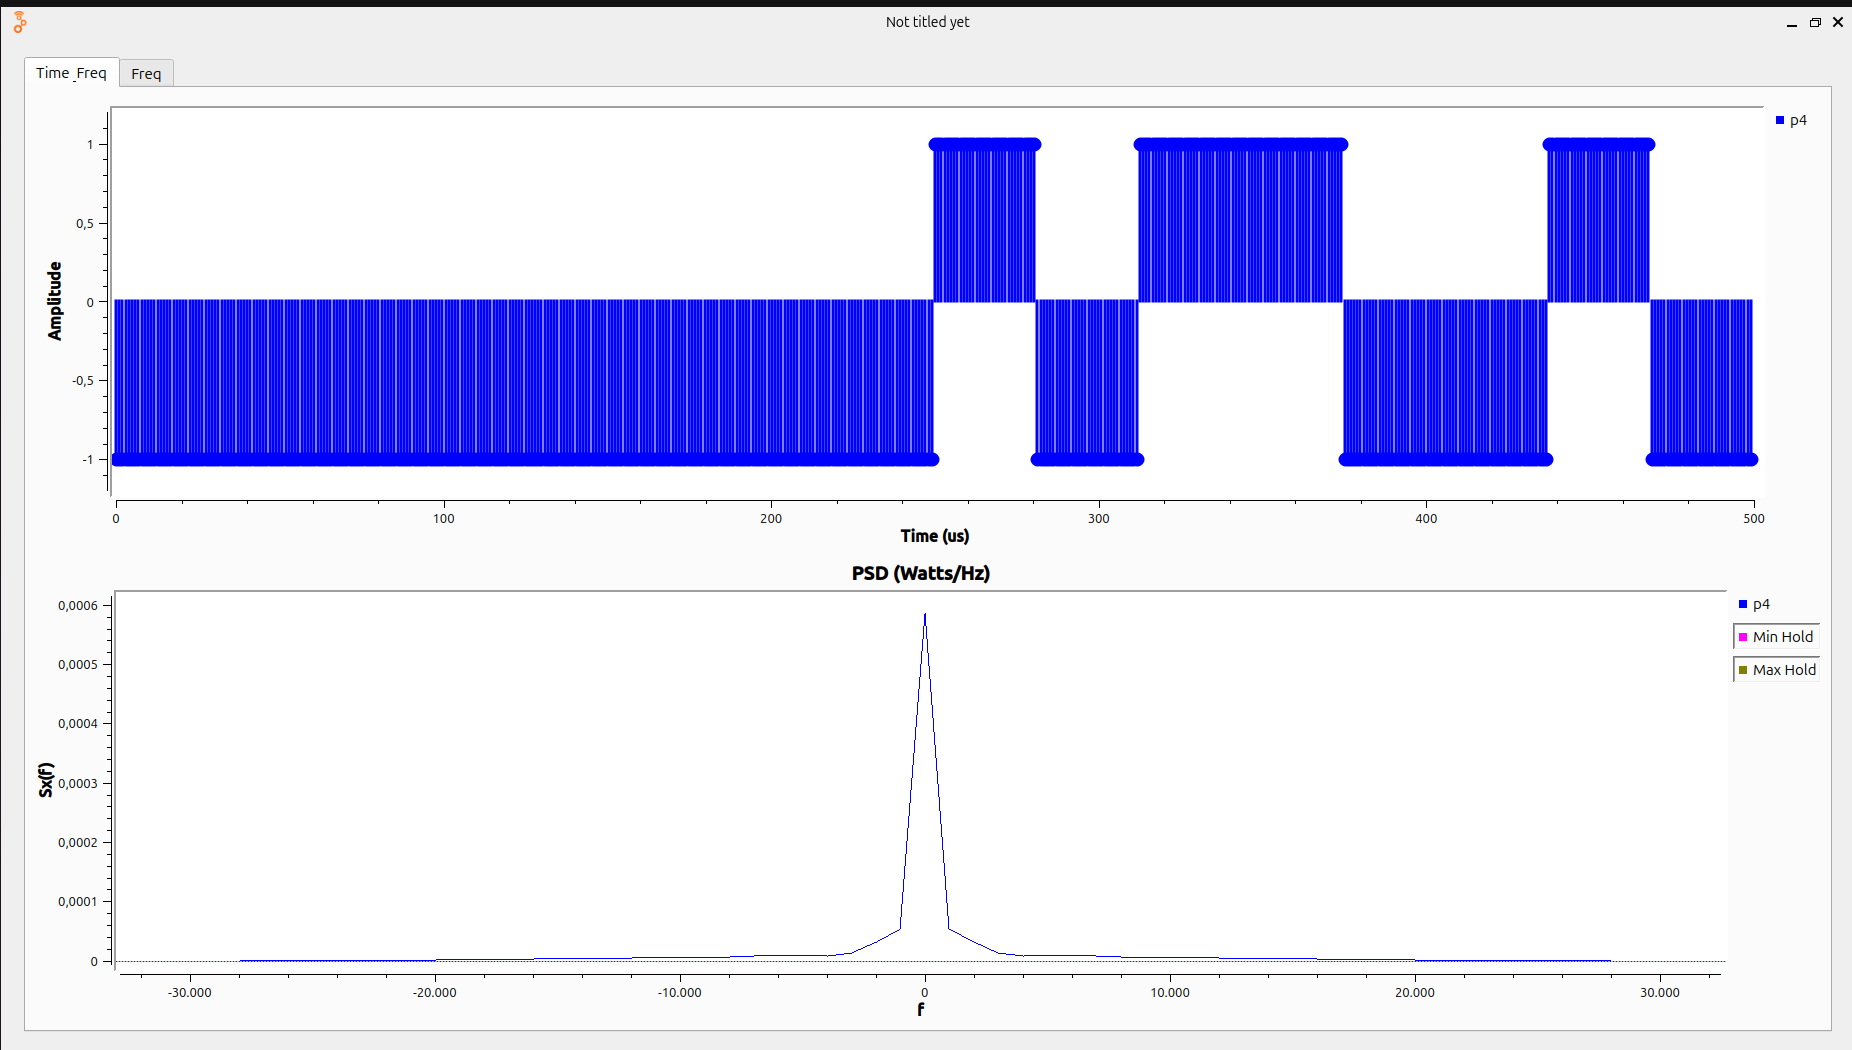 Not titled yet
Time_Freq
Freq
1
0,5
0
-0,5
-1
Amplitude
p4
0
100
200
300
400
500
Time (us)
PSD (Watts/Hz)
0,0006
0,0005
0,0004
0,0003
0,0002
0,0001
0
Sx(f)
p4
Min Hold
Max Hold
-30.000
-20.000
-10.000
0
10.000
20.000
30.000
f